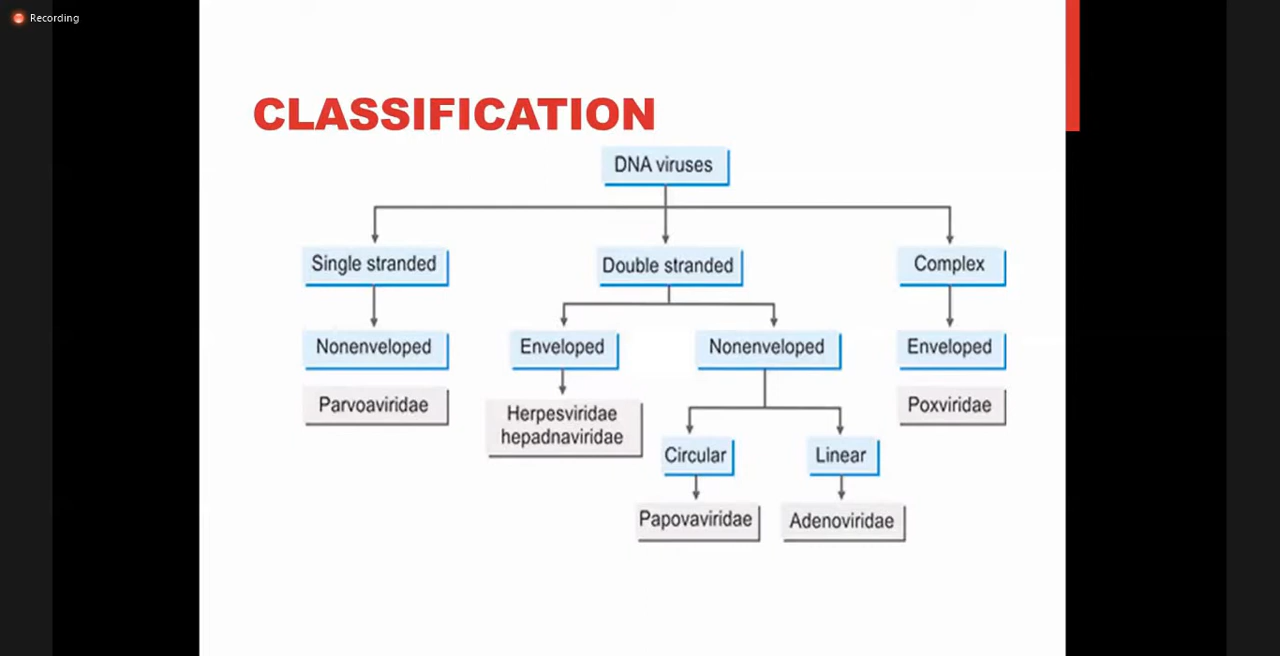 Recording
CLASSIFICATION
DNA viruses
Single stranded
Double stranded
Complex
Nonenveloped
Enveloped
Nonenveloped
Enveloped
Parvoaviridae
Herpesviridae
hepadnaviridae
Poxviridae
Circular
Linear
Papovaviridae
Adenoviridae